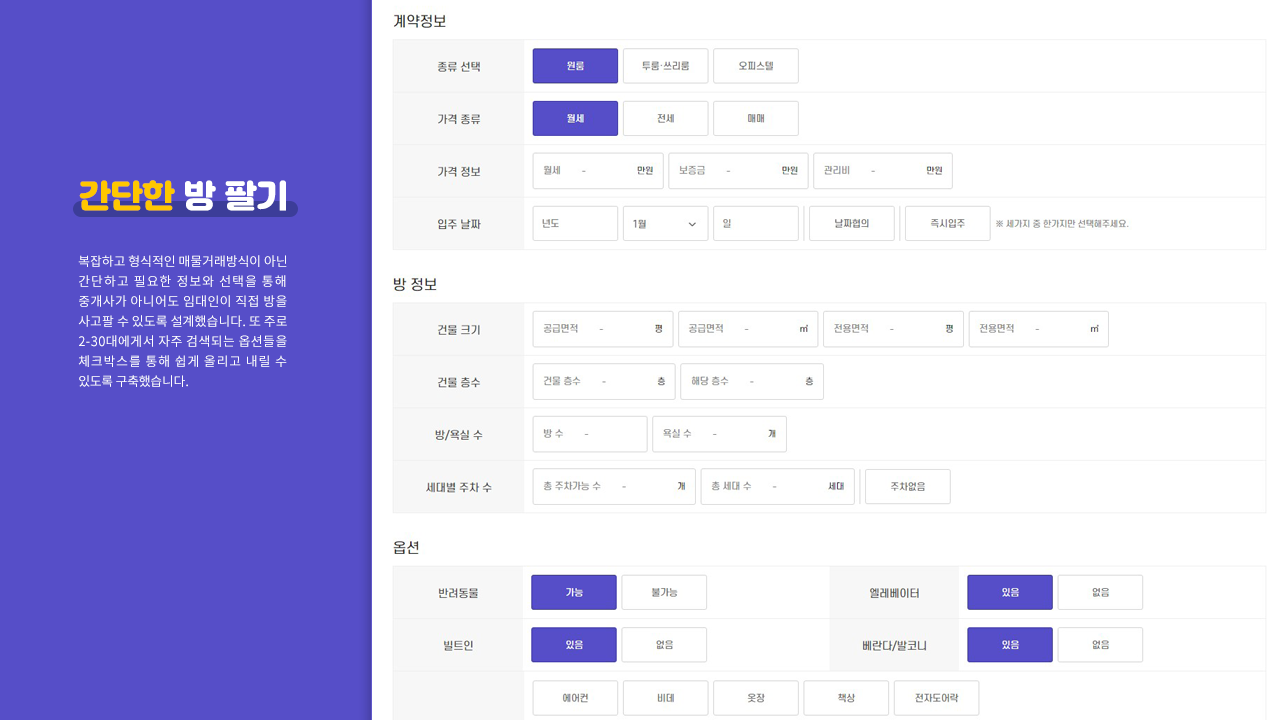 간단한 방 팔기
복잡하고 형식적인 매물거래방식이 아닌
간단하고 필요한 정보와 선택을 통해
중개사가 아니어도 임대인이 직접 방을
사고팔 수 있도록 설계했습니다. 또 주로
2-30대에게서 자주 검색되는 옵션들을
체크박스를 통해 쉽게 올리고 내릴 수
있도록 구축했습니다.
계약정보
종류 선택 원룸 투룸·쓰리룸 오피스텔
가격 종류 월세 전세 매매
가격 정보 월세 - 만원 보증금 - 만원 관리비 - 만원
입주 날짜 년도 1월 일 날짜협의 즉시입주 ※ 세가지 중 한가지만 선택해주세요.
방 정보
건물 크기 공급면적 - 평 공급면적 - ㎡ 전용면적 - 평 전용면적 - ㎡
건물 층수 건물 층수 - 층 해당 층수 - 층
방/욕실 수 방 수 - 욕실 수 - 개
세대별 주차 수 총 주차가능 수 - 개 총 세대 수 - 세대 주차없음
옵션
반려동물 가능 불가능 엘레베이터 있음 없음
빌트인 있음 없음 베란다/발코니 있음 없음
에어컨 비데 옷장 책상 전자도어락